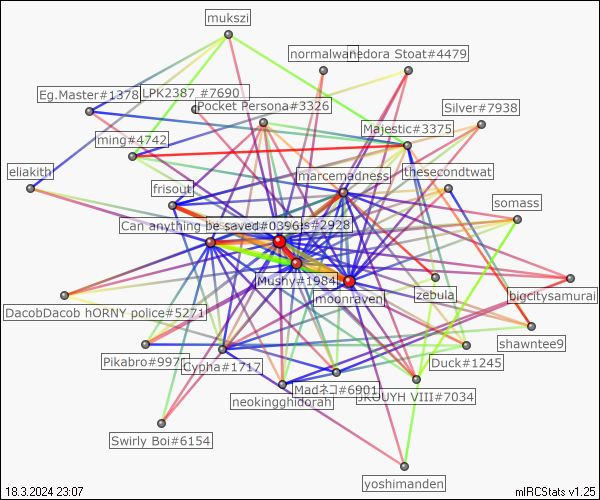 mukszi
normalwan
nedora Stoat#4479
Eg.Master#1378
LPK2387 #7690
Pocket Persona#3326
Silver#7938
Majestic#3375
ming#4742
eliakith
marcemadness
thesecondtwat
frisout
somass
Can anything be saved#0396
s#2928
Mushy#1984
moonraven
zebula
bigcitysamurai
DacobDacob hORNY police#5271
shawntee9
Pikabro#997
Cypha#1717
Duck#1245
Madネコ#6901
neokingghidorah
JKOUYH VIII#7034
Swirly Boi#6154
yoshimanden
18.3.2024 23:07
mIRCStats v1.25